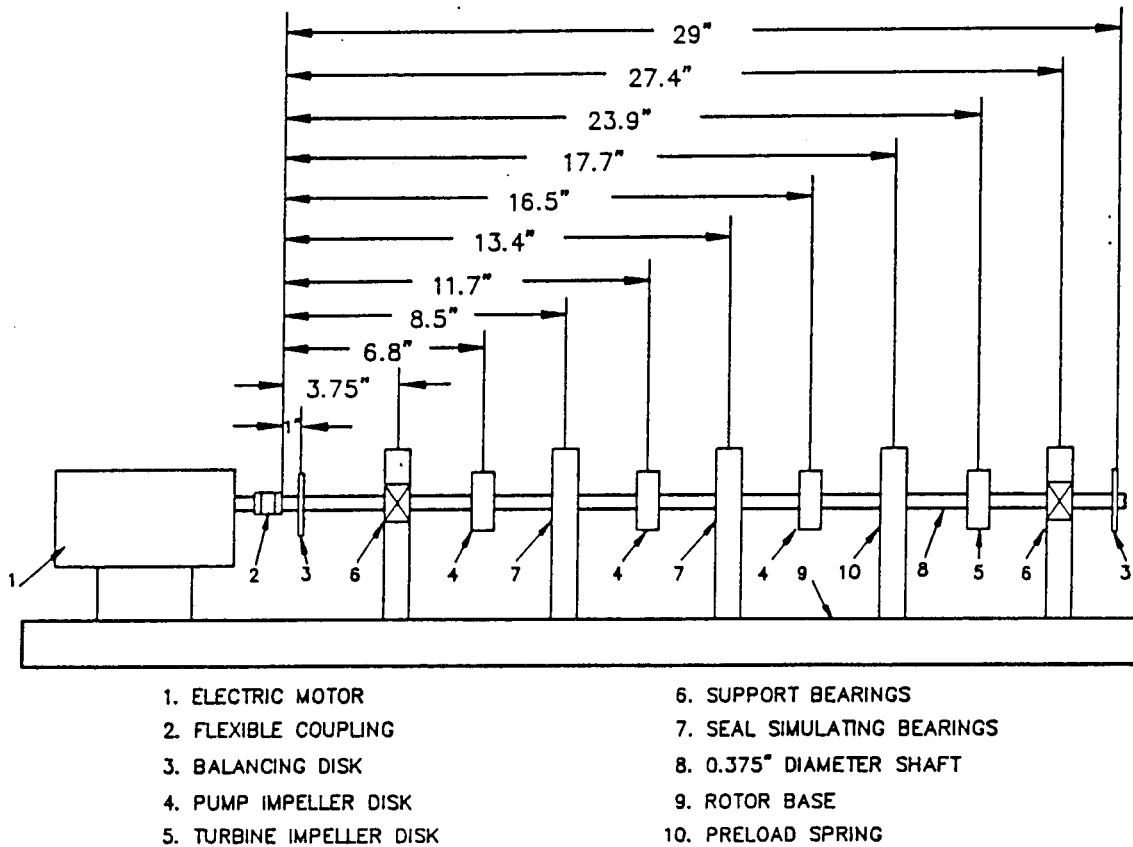 29"
27.4"
23.9"
17.7"
16.5"
13.4"
11.7"
8.5"
6.8"
3.75"
1"
1 2 3 6 4 7 4 7 4 9 10 8 5 6 3
1. ELECTRIC MOTOR
2. FLEXIBLE COUPLING
3. BALANCING DISK
4. PUMP IMPELLER DISK
5. TURBINE IMPELLER DISK
6. SUPPORT BEARINGS
7. SEAL SIMULATING BEARINGS
8. 0.375" DIAMETER SHAFT
9. ROTOR BASE
10. PRELOAD SPRING